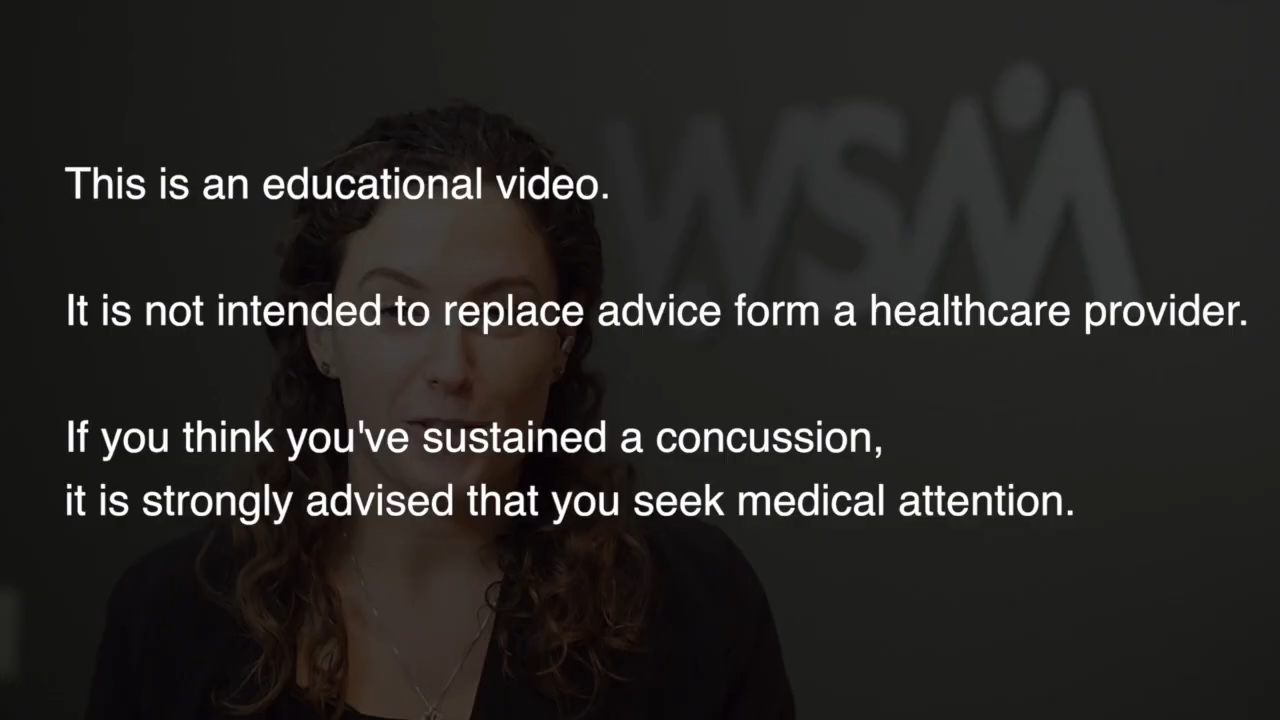 WSM
This is an educational video.
It is not intended to replace advice form a healthcare provider.
If you think you've sustained a concussion,
it is strongly advised that you seek medical attention.